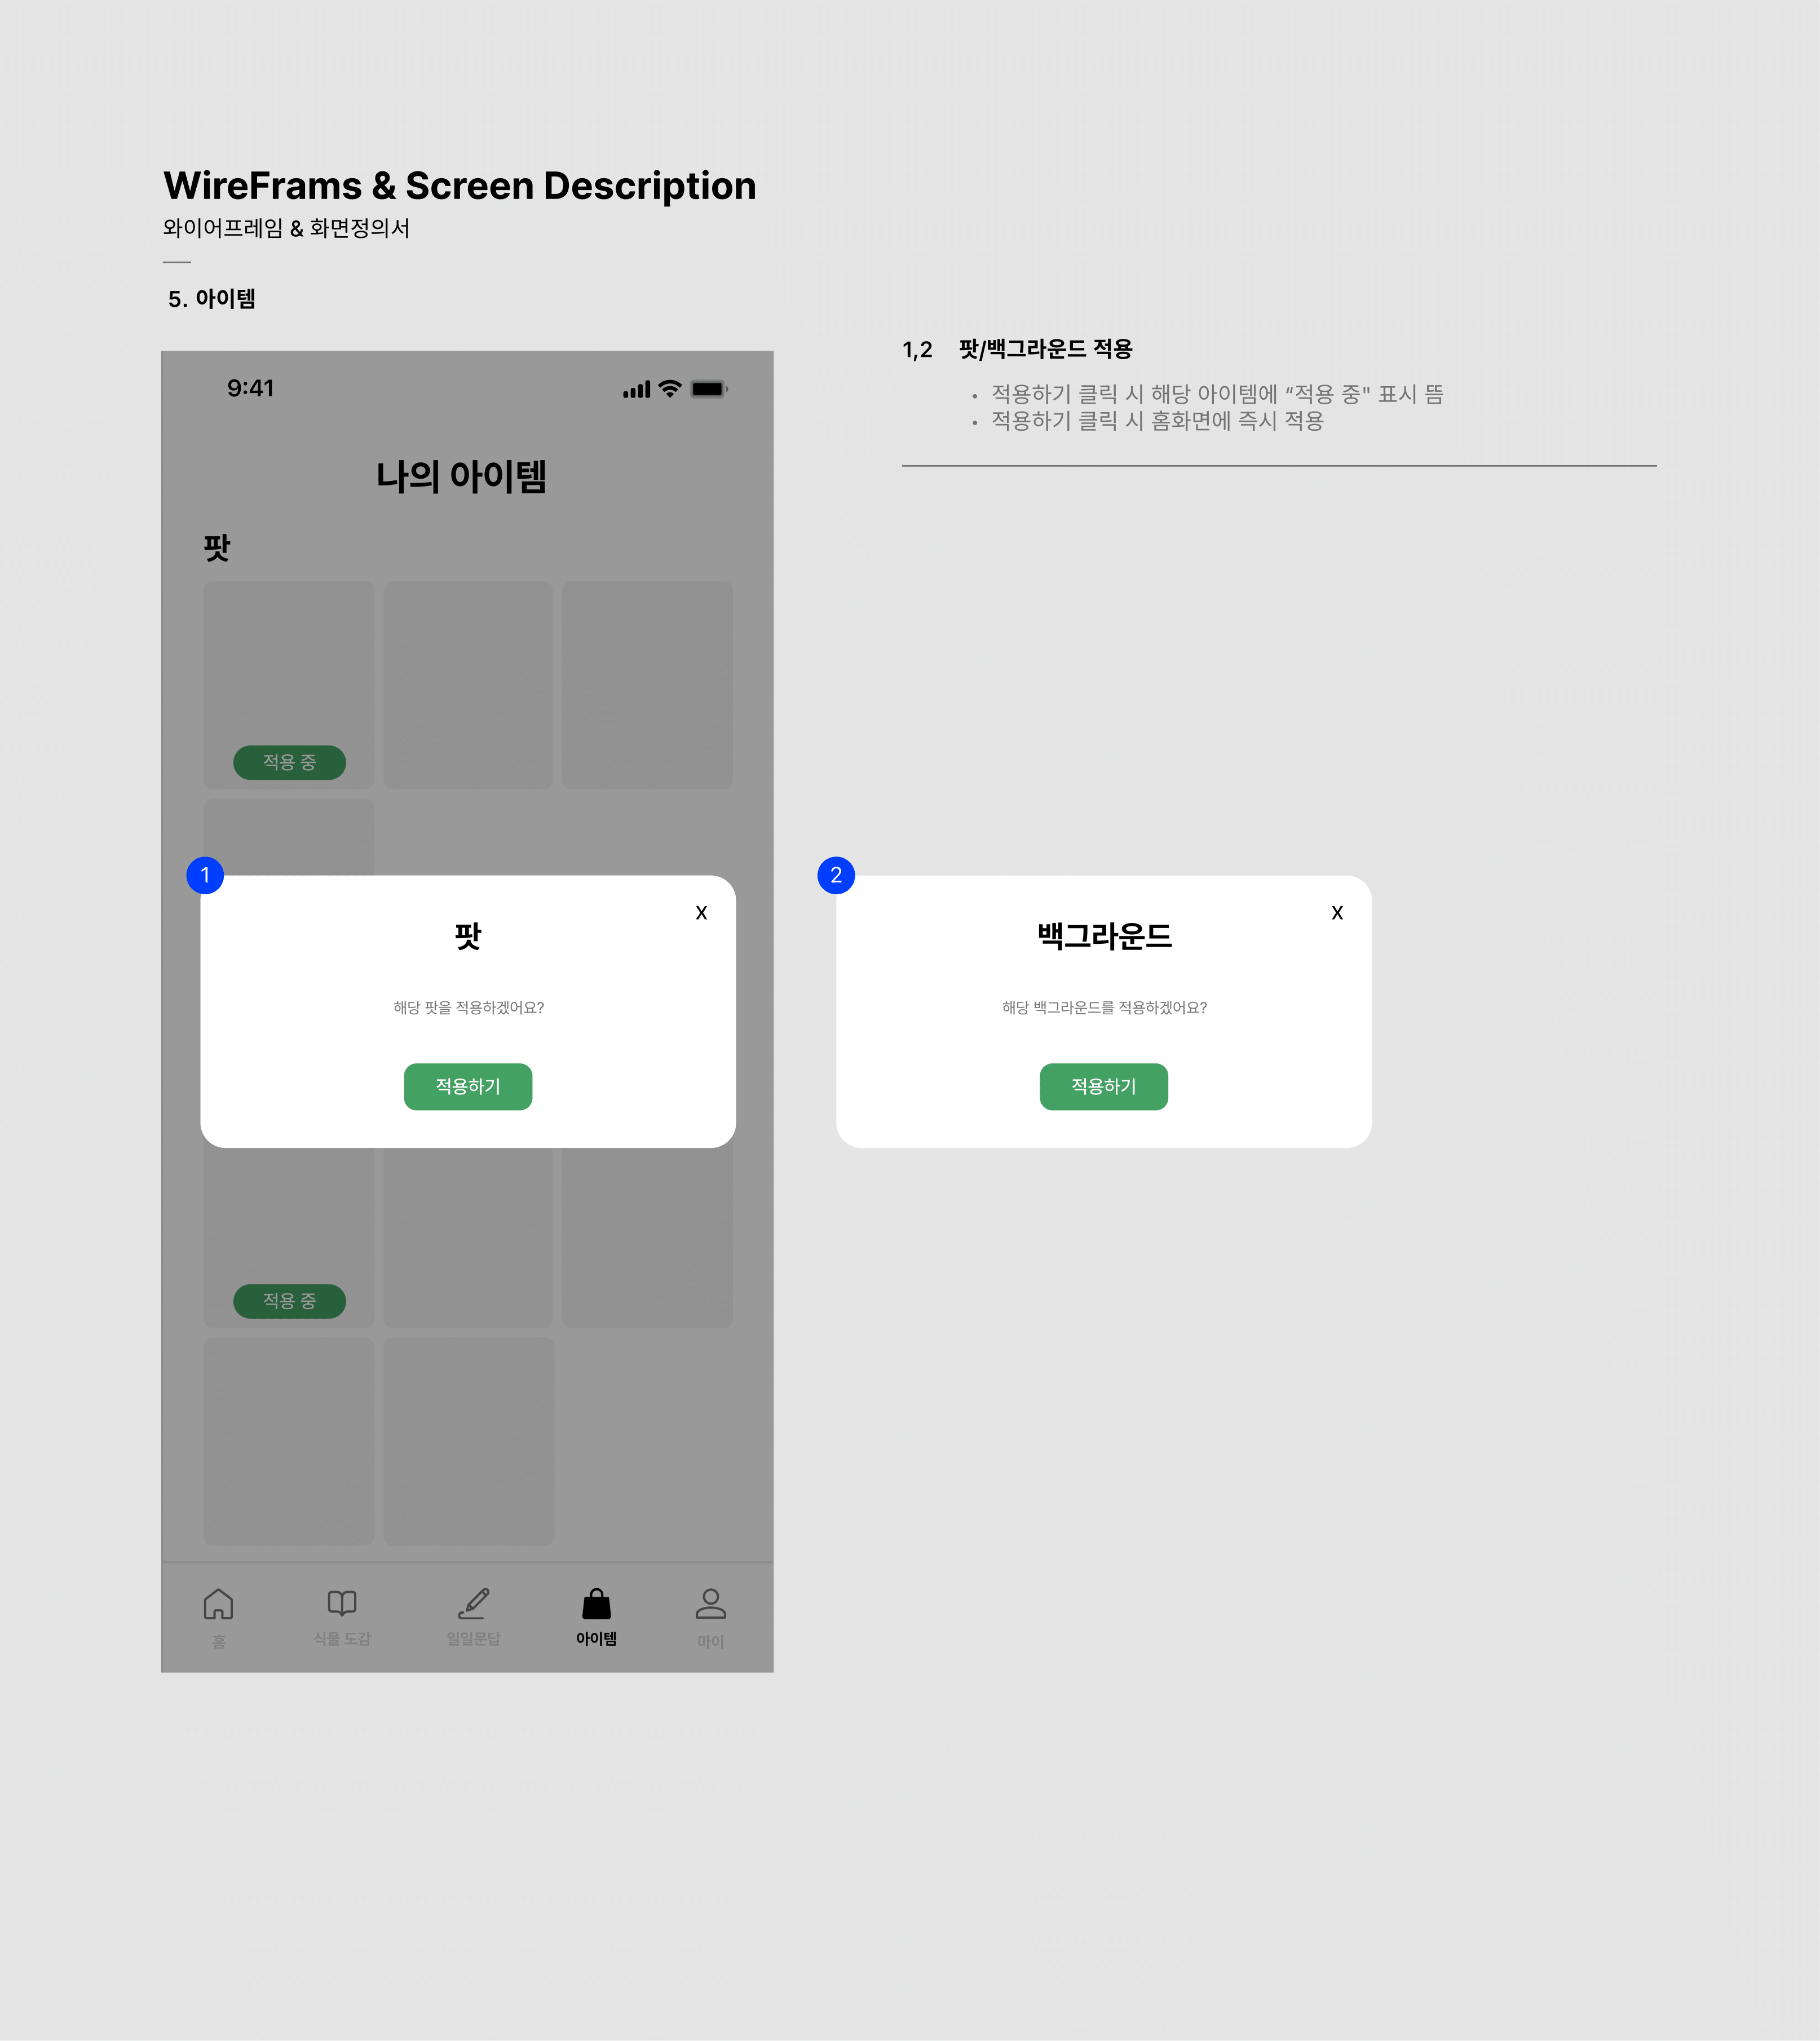 WireFrams & Screen Description
와이어프레임 & 화면정의서
5. 아이템
1,2 팟/백그라운드 적용
• 적용하기 클릭 시 해당 아이템에 “적용 중" 표시 뜸
• 적용하기 클릭 시 홈화면에 즉시 적용
9:41
나의 아이템
팟
적용 중
1
X
팟
해당 팟을 적용하겠어요?
적용하기
2
X
백그라운드
해당 백그라운드를 적용하겠어요?
적용하기
적용 중
홈 식물 도감 일일문답 아이템 마이